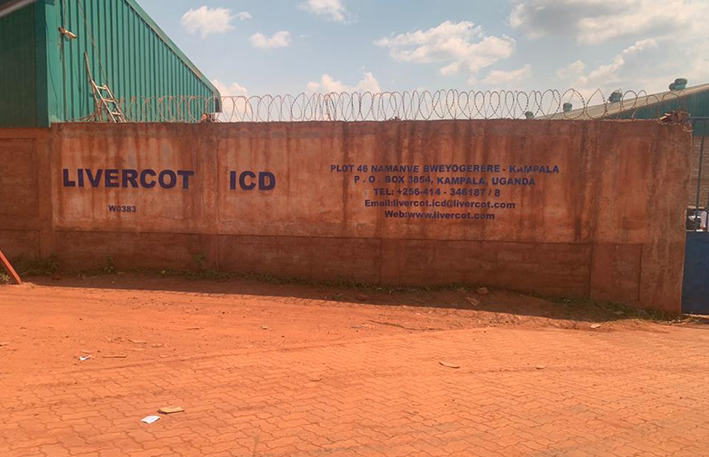 LIVERCOT ICD
W0383
PLOT 46 NAMANVE BWEYOGERERE - KAMPALA
P . O . BOX 3854, KAMPALA, UGANDA
TEL: +256-414 - 346187 / 8
Email:livercot.icd@livercot.com
Web:www.livercot.com